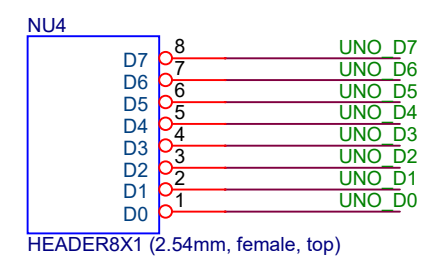 NU4
D7 8 UNO_D7
D6 7 UNO_D6
D5 6 UNO_D5
D4 5 UNO_D4
D3 4 UNO_D3
D2 3 UNO_D2
D1 2 UNO_D1
D0 1 UNO_D0
HEADER8X1 (2.54mm, female, top)